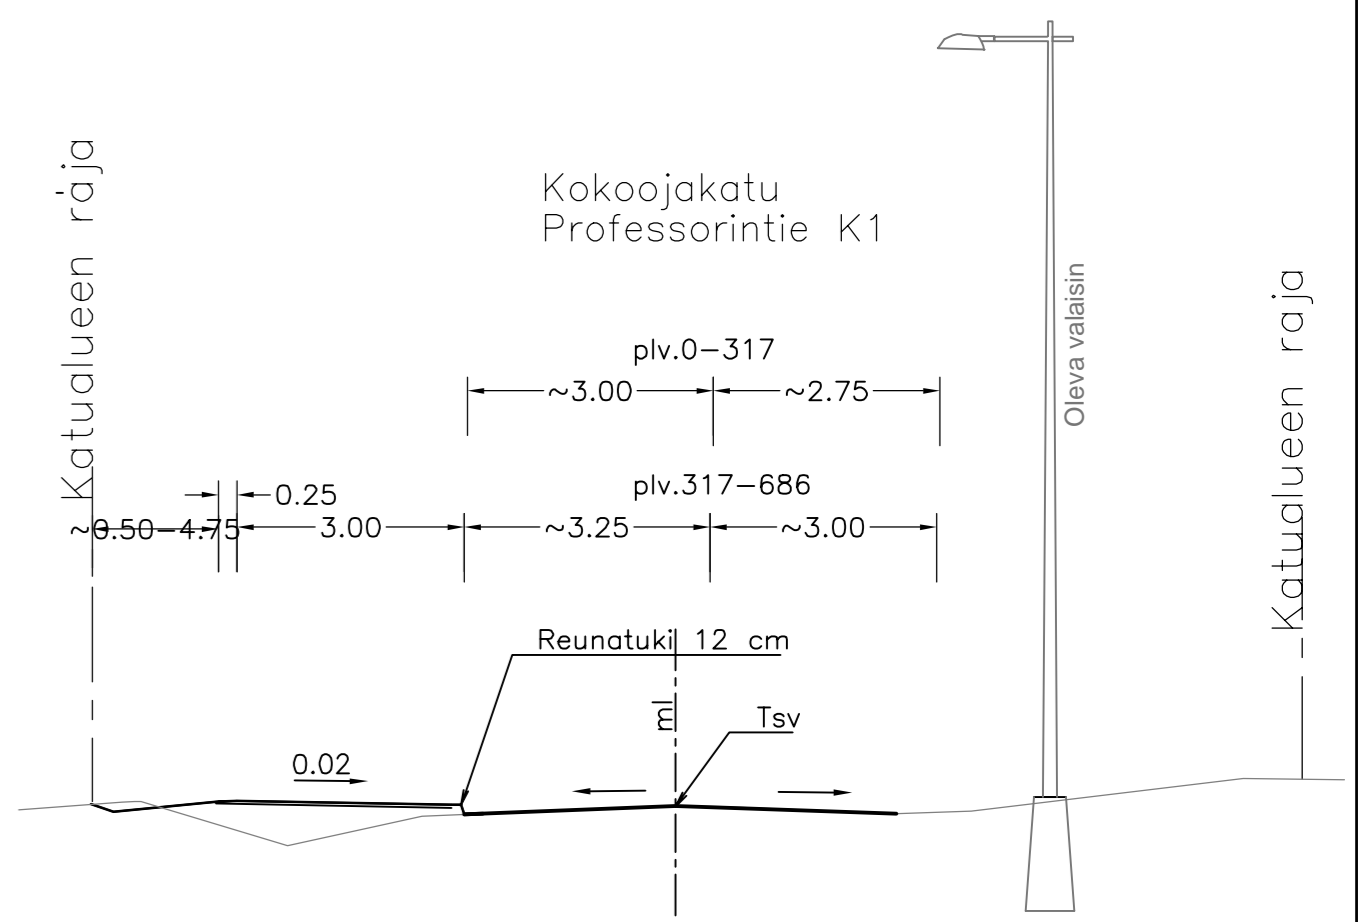 Katualueen raja
Kokoojakatu
Professorintie K1
Oleva valaisin
Katualueen raja
plv.0-317
~3.00
~2.75
plv.317-686
0.25
~0.50-4.75
3.00
~3.25
~3.00
Reunatuki 12 cm
ml
Tsv
0.02